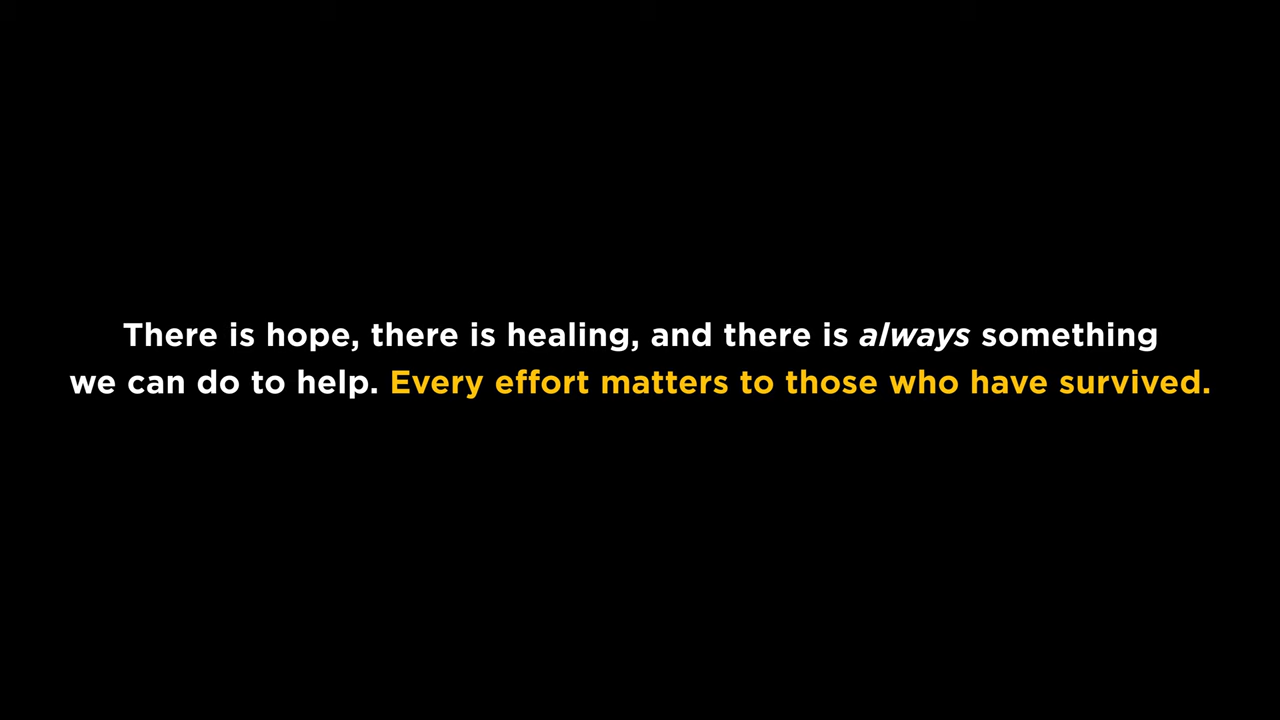 There is hope, there is healing, and there is always something
we can do to help. Every effort matters to those who have survived.